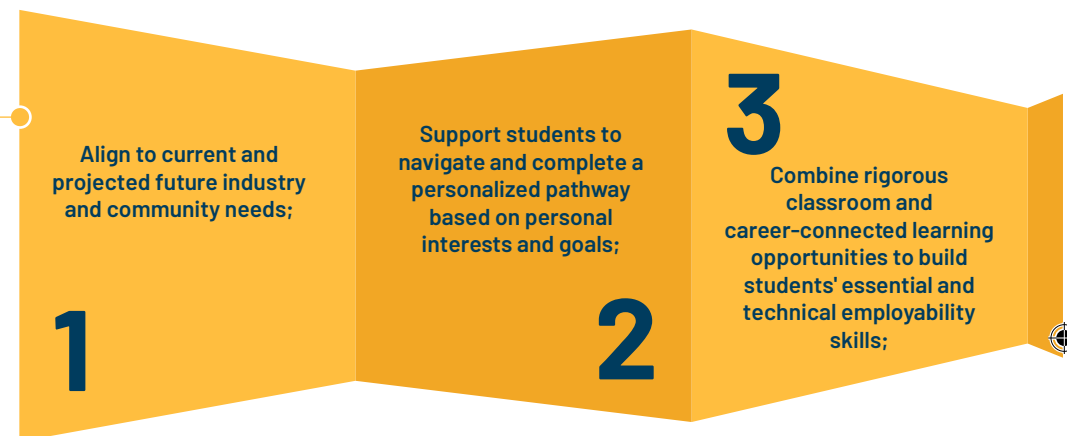 Align to current and
projected future industry
and community needs;
1
Support students to
navigate and complete a
personalized pathway
based on personal
interests and goals;
2
3
Combine rigorous
classroom and
career-connected learning
opportunities to build
students' essential and
technical employability
skills;